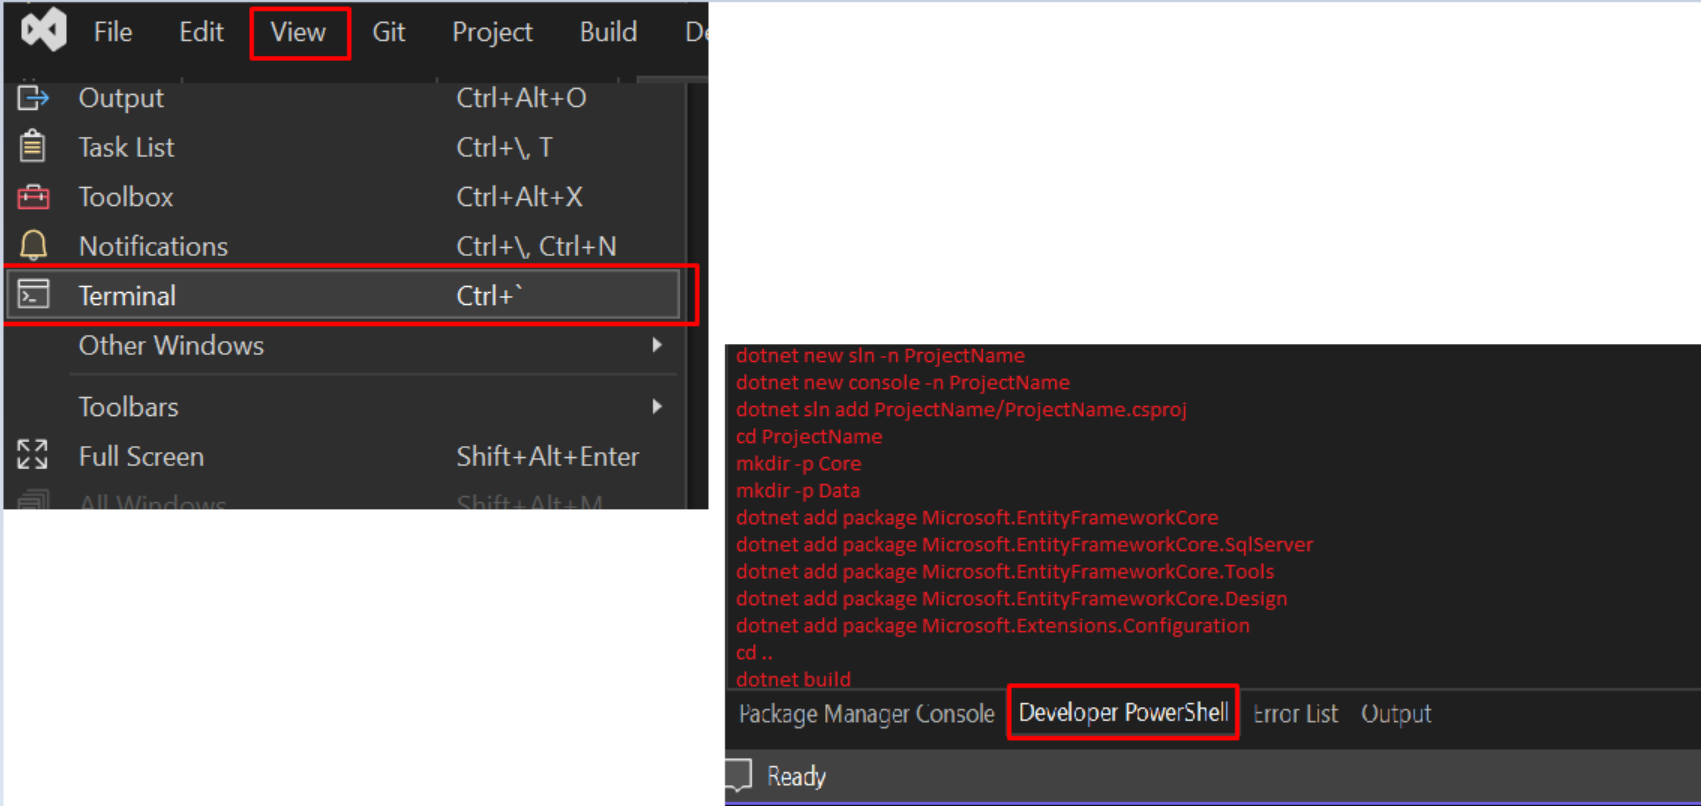 File Edit View Git Project Build De
Output Ctrl+Alt+O
Task List Ctrl+\, T
Toolbox Ctrl+Alt+X
Notifications Ctrl+\, Ctrl+N
Terminal Ctrl+`
Other Windows
Toolbars
Full Screen Shift+Alt+Enter
All Windows Shift+Alt+M
dotnet new sln -n ProjectName
dotnet new console -n ProjectName
dotnet sln add ProjectName/ProjectName.csproj
cd ProjectName
mkdir -p Core
mkdir -p Data
dotnet add package Microsoft.EntityFrameworkCore
dotnet add package Microsoft.EntityFrameworkCore.SqlServer
dotnet add package Microsoft.EntityFrameworkCore.Tools
dotnet add package Microsoft.EntityFrameworkCore.Design
dotnet add package Microsoft.Extensions.Configuration
cd ..
dotnet build
Package Manager Console Developer PowerShell Error List Output
Ready